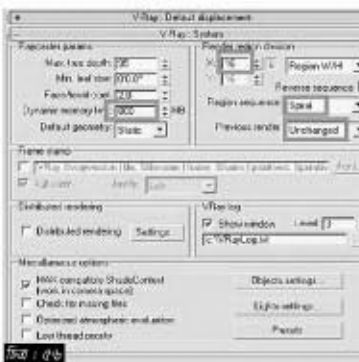 V-Ray: Default displacement
V-Ray: System
Raycaster params
Render region division
Max. tree depth:
X:
Region W/H
Min. leaf size:
Y:
Face/level coef:
Reverse sequence
Dynamic memory limit:
MB
Region sequence: Spiral
Default geometry: Static
Previous render: Unchanged
Frame stamp
Full width
Justify: Left
Distributed rendering
VRay log
Show window
Level: 3
Distributed rendering
Settings...
c:\VRayLog.txt
Miscellaneous options
MAX-compatible ShadeContext
(work in camera space)
Objects settings...
Check for missing files
Lights settings...
Optimized atmospheric evaluation
Low thread priority
Presets